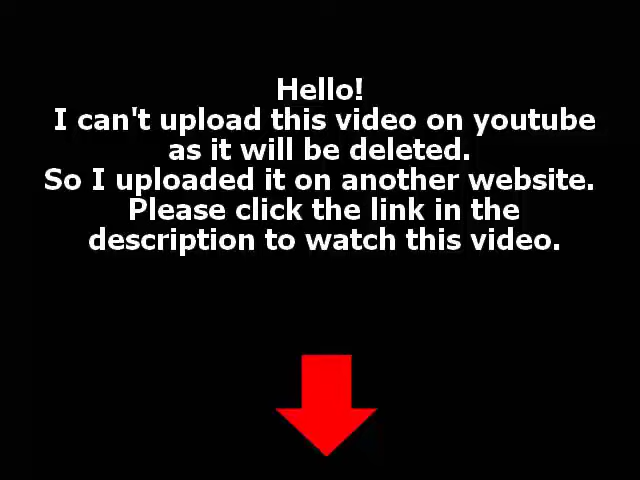 Hello!
I can't upload this video on youtube
as it will be deleted.
So I uploaded it on another website.
Please click the link in the
description to watch this video.